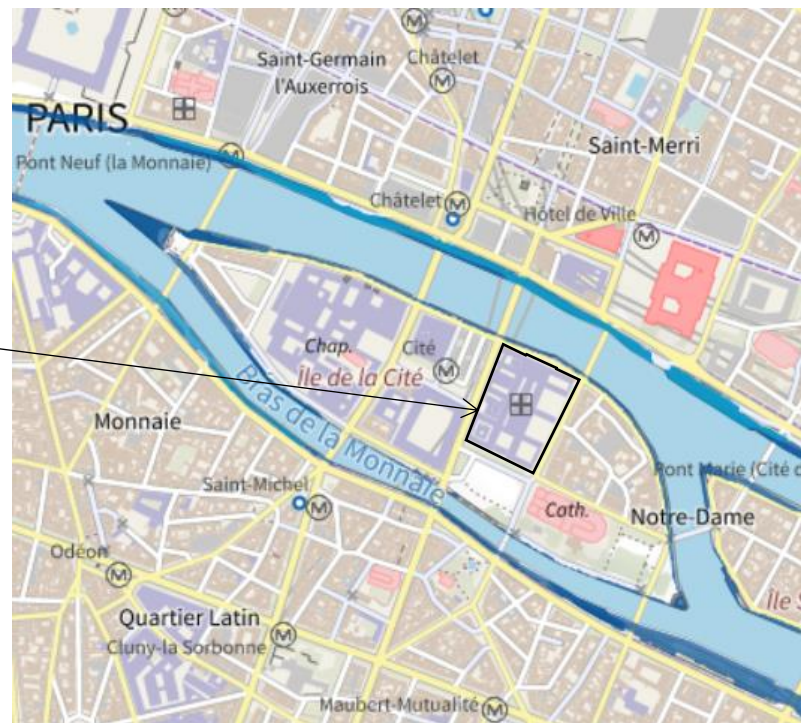 Saint-Germain
l'Auxerrois
Châtelet
PARIS
Saint-Merri
Pont Neuf (la Monnaie)
Châtelet
Hôtel de Ville
Chap.
Cité
Île de la Cité
Bras de la Monnaie
Monnaie
Pont Marie (Cité d
Saint-Michel
Cath.
Notre-Dame
Odéon
Île S
Quartier Latin
Cluny-la Sorbonne
Maubert-Mutualité